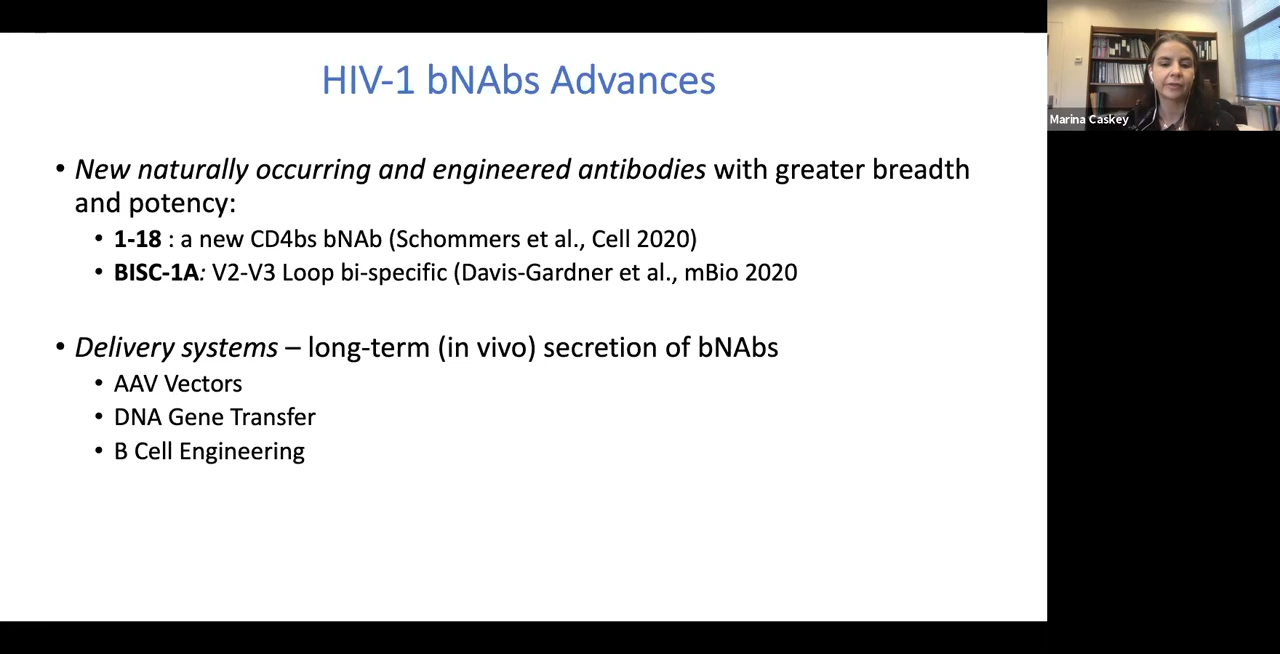 HIV-1 bNAbs Advances
• New naturally occurring and engineered antibodies with greater breadth
and potency:
• 1-18 : a new CD4bs bNAb (Schommers et al., Cell 2020)
• BISC-1A: V2-V3 Loop bi-specific (Davis-Gardner et al., mBio 2020
• Delivery systems – long-term (in vivo) secretion of bNAbs
• AAV Vectors
• DNA Gene Transfer
• B Cell Engineering
Marina Caskey